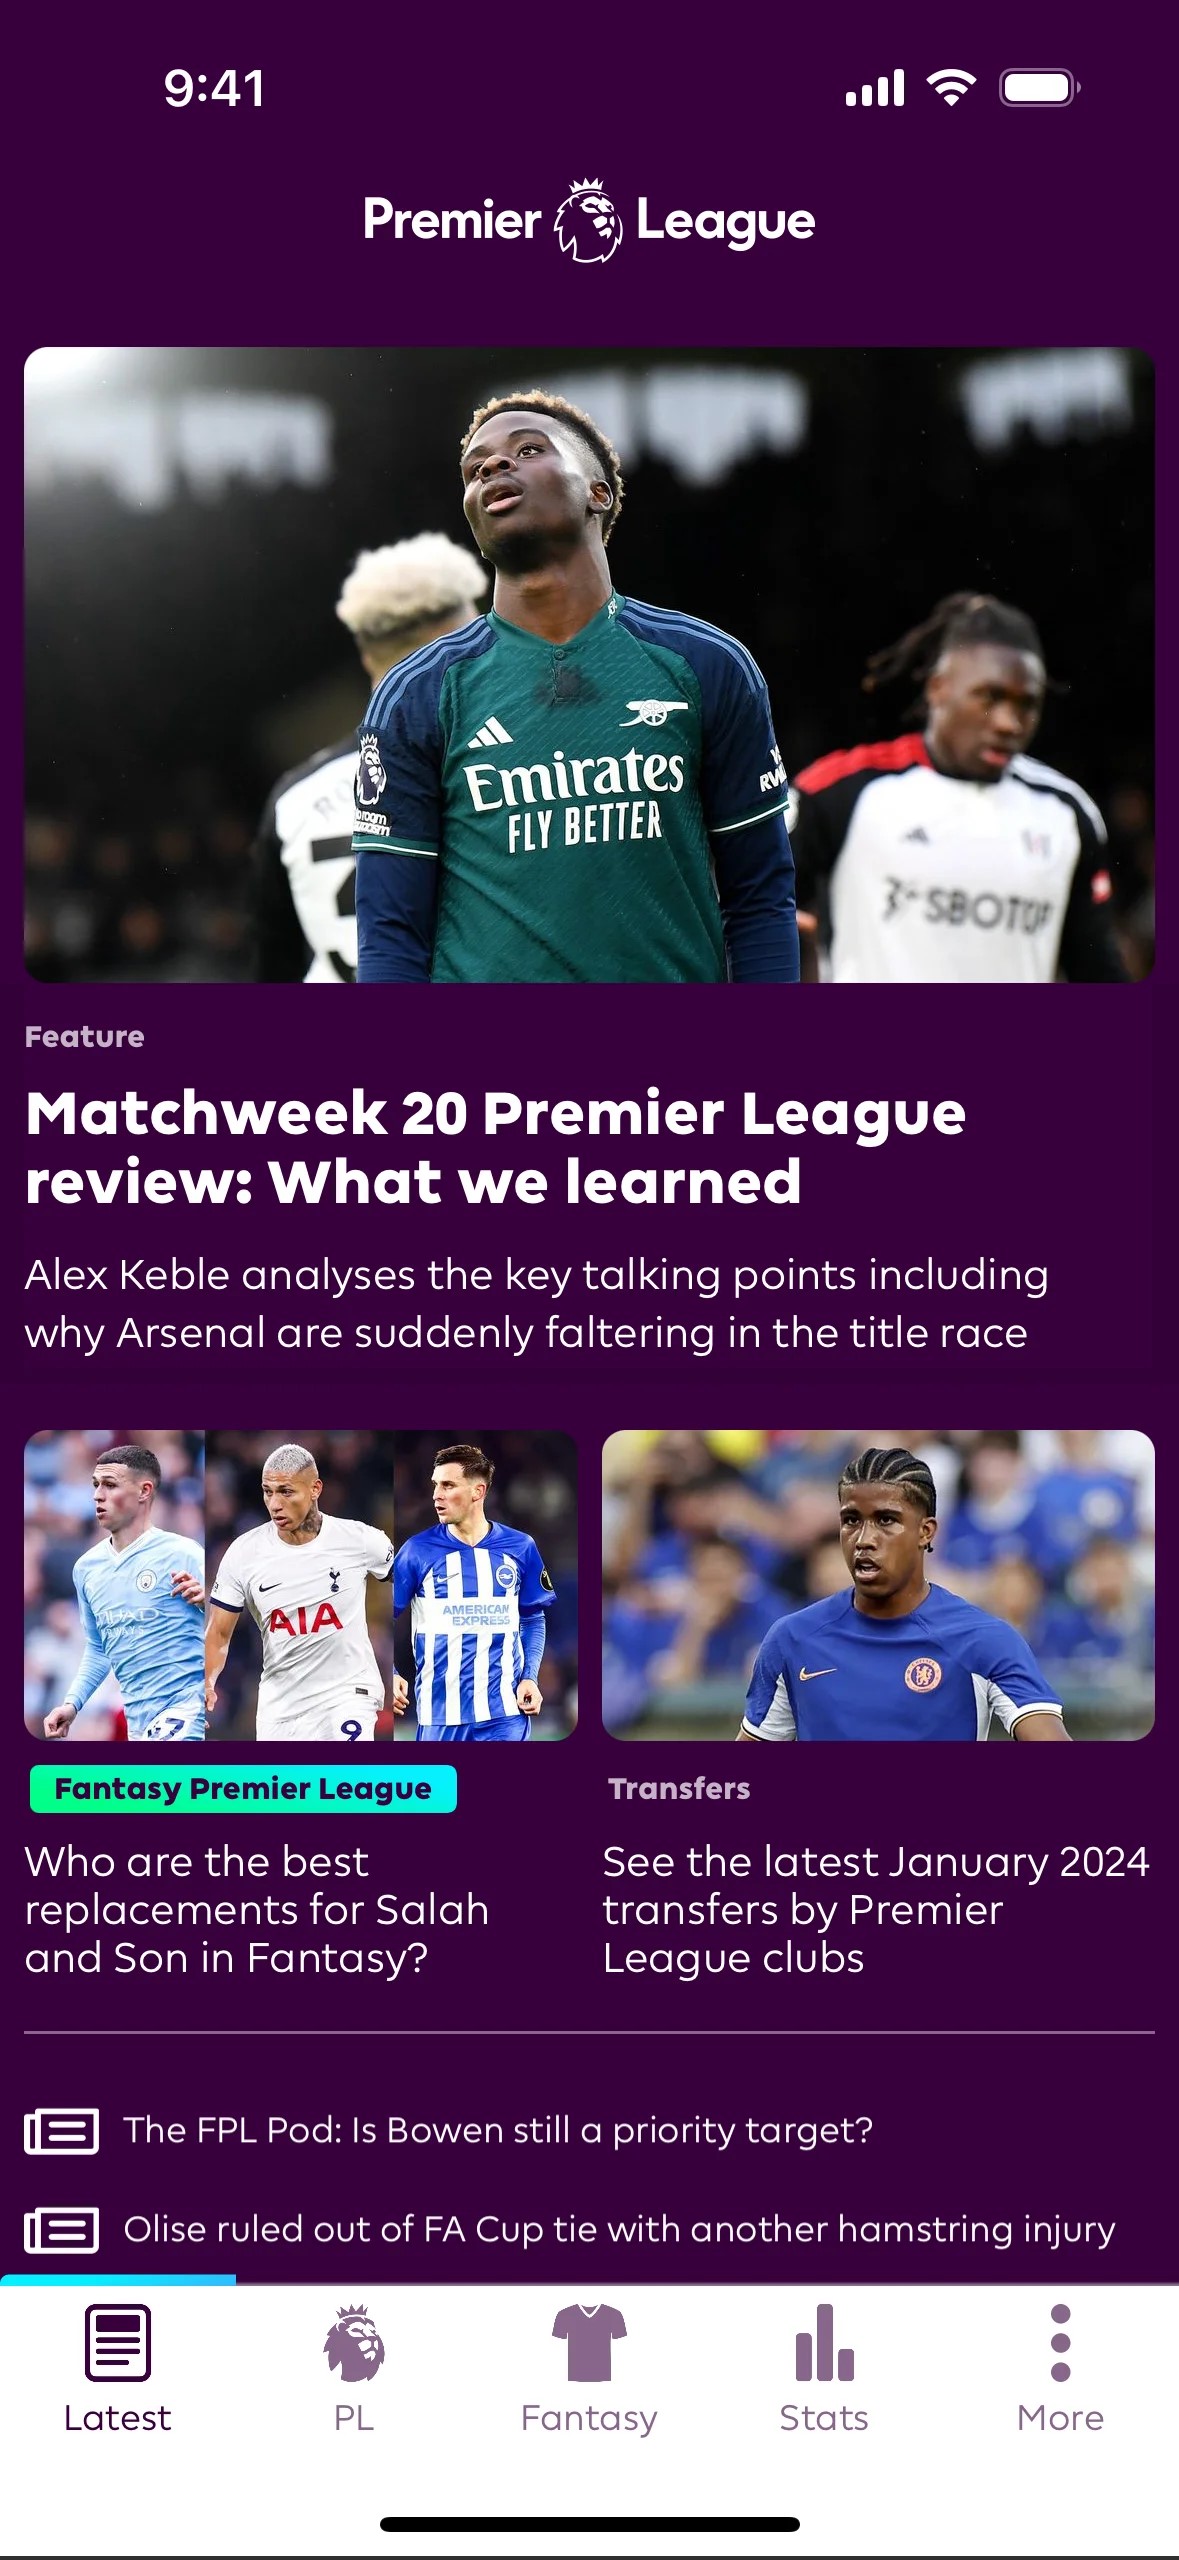 9:41
Premier League
Emirates
FLY BETTER
SBOTOP
Feature
Matchweek 20 Premier League
review: What we learned
Alex Keble analyses the key talking points including
why Arsenal are suddenly faltering in the title race
AIA
9
AMERICAN
EXPRESS
Fantasy Premier League
Who are the best
replacements for Salah
and Son in Fantasy?
Transfers
See the latest January 2024
transfers by Premier
League clubs
The FPL Pod: Is Bowen still a priority target?
Olise ruled out of FA Cup tie with another hamstring injury
Latest
PL
Fantasy
Stats
More